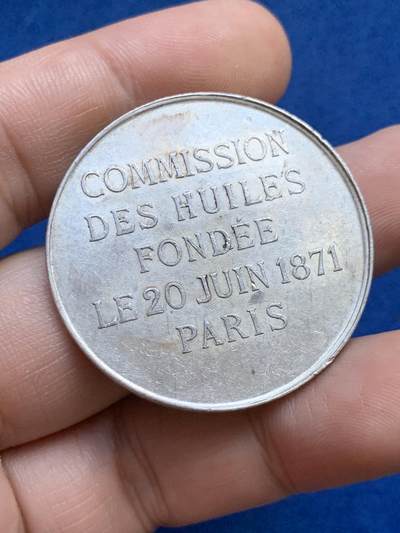 COMMISSION
DES HUILES
FONDÉE
LE 20 JUIN 1871
PARIS